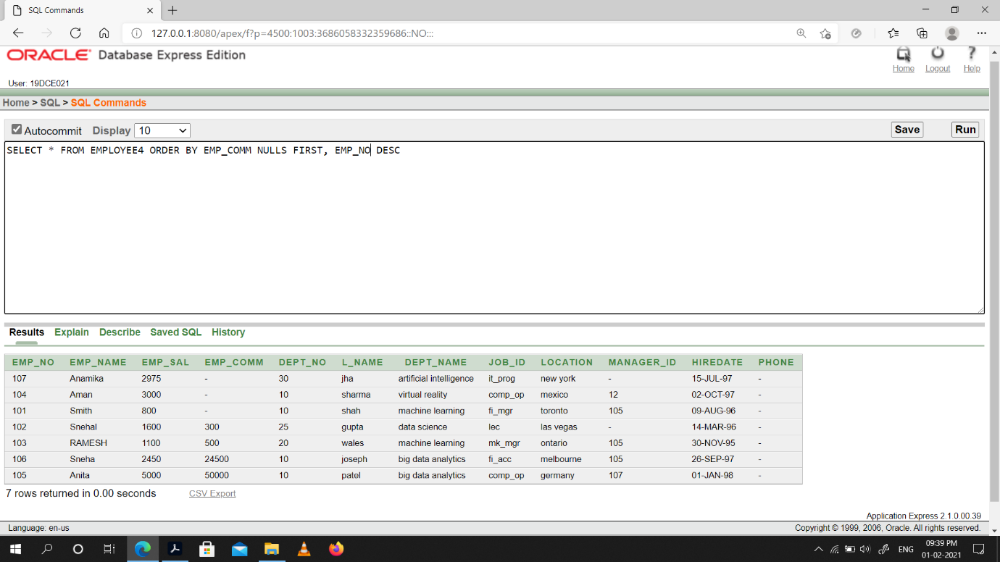 SQL Commands
127.0.0.1:8080/apex/f?p=4500:1003:3686058332359686::NO:::
ORACLE Database Express Edition
Home Logout Help
User: 19DCE021
Home > SQL > SQL Commands
Autocommit Display 10 Save Run
SELECT * FROM EMPLOYEE4 ORDER BY EMP_COMM NULLS FIRST, EMP_NO DESC
Results Explain Describe Saved SQL History
EMP_NO EMP_NAME EMP_SAL EMP_COMM DEPT_NO L_NAME DEPT_NAME JOB_ID LOCATION MANAGER_ID HIREDATE PHONE
107 Anamika 2975 - 30 jha artificial intelligence it_prog new york - 15-JUL-97 -
104 Aman 3000 - 10 sharma virtual reality comp_op mexico 12 02-OCT-97 -
101 Smith 800 - 10 shah machine learning fi_mgr toronto 105 09-AUG-96 -
102 Snehal 1600 300 25 gupta data science lec las vegas - 14-MAR-96 -
103 RAMESH 1100 500 20 wales machine learning mk_mgr ontario 105 30-NOV-95 -
106 Sneha 2450 24500 10 joseph big data analytics fi_acc melbourne 105 26-SEP-97 -
105 Anita 5000 50000 10 patel big data analytics comp_op germany 107 01-JAN-98 -
7 rows returned in 0.00 seconds CSV Export
Application Express 2.1.0.00.39
Language: en-us Copyright © 1999, 2006, Oracle. All rights reserved.
ENG 09:39 PM
01-02-2021